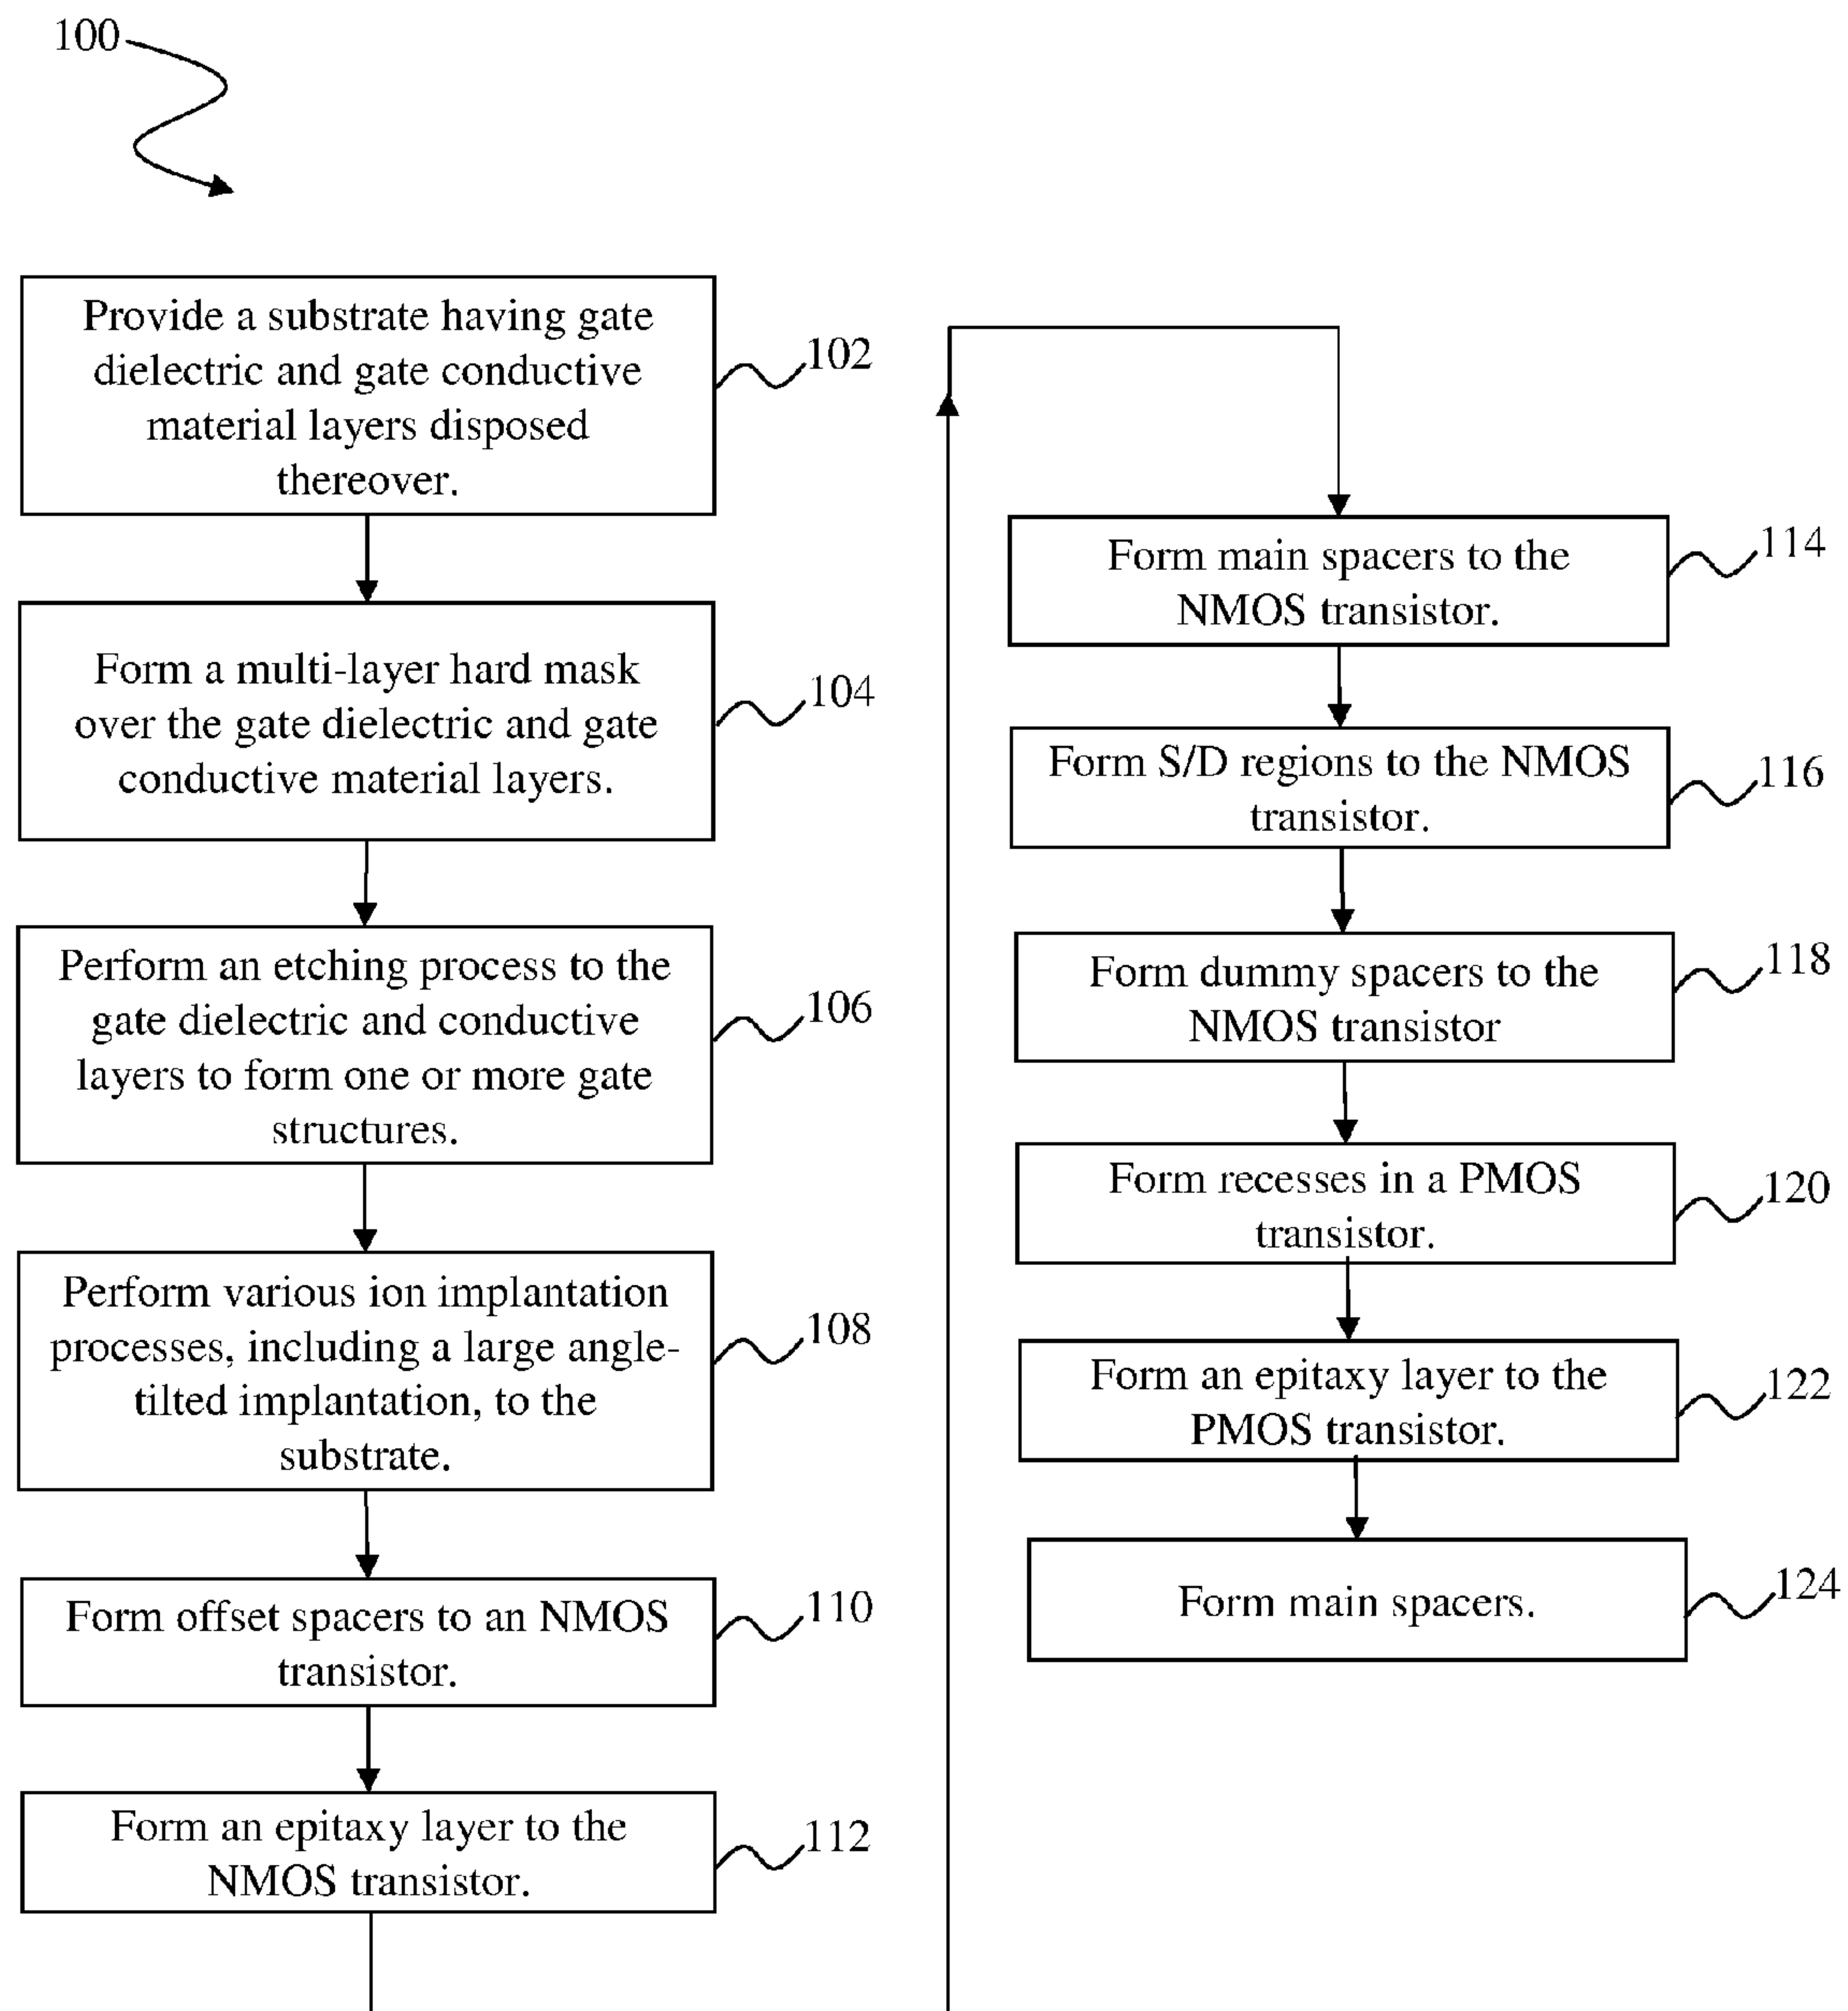 100
Provide a substrate having gate
dielectric and gate conductive
material layers disposed
thereover.
102
Form a multi-layer hard mask
over the gate dielectric and gate
conductive material layers.
104
Perform an etching process to the
gate dielectric and conductive
layers to form one or more gate
structures.
106
Perform various ion implantation
processes, including a large angle-
tilted implantation, to the
substrate.
108
Form offset spacers to an NMOS
transistor.
110
Form an epitaxy layer to the
NMOS transistor.
112
Form main spacers to the
NMOS transistor.
114
Form S/D regions to the NMOS
transistor.
116
Form dummy spacers to the
NMOS transistor
118
Form recesses in a PMOS
transistor.
120
Form an epitaxy layer to the
PMOS transistor.
122
Form main spacers.
124